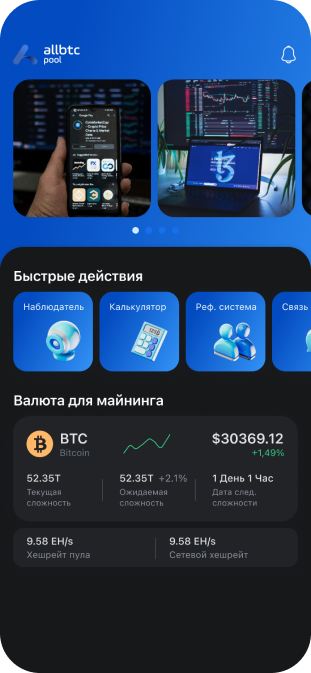 allbtc
pool
Быстрые действия
Наблюдатель
Калькулятор
Реф. система
Связь
Валюта для майнинга
BTC
Bitcoin
$30369.12
+1,49%
52.35T
Текущая
сложность
52.35T +2.1%
Ожидаемая
сложность
1 День 1 Час
Дата след.
сложности
9.58 EH/s
Хешрейт пула
9.58 EH/s
Сетевой хешрейт